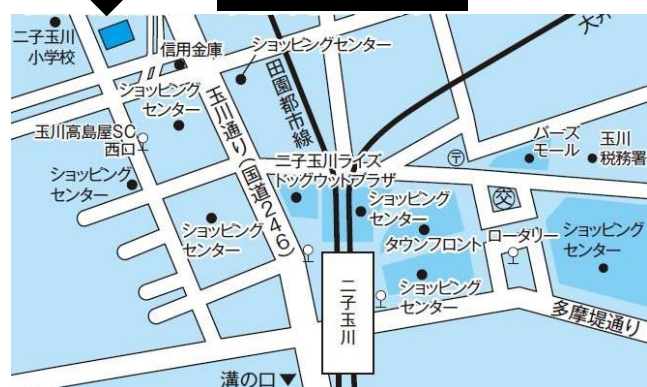 二子玉川
小学校
信用金庫
ショッピングセンター
田園都市線
大井
ショッピング
センター
玉川通り(国道246)
玉川高島屋SC
西口
ショッピング
センター
二子玉川ライズ
ドッグウッドプラザ
〒
バーズ
モール
玉川
税務署
交
ショッピング
センター
ショッピング
センター
タウンフロント
ロータリー
ショッピング
センター
ショッピング
センター
二子玉川
多摩堤通り
溝の口▼